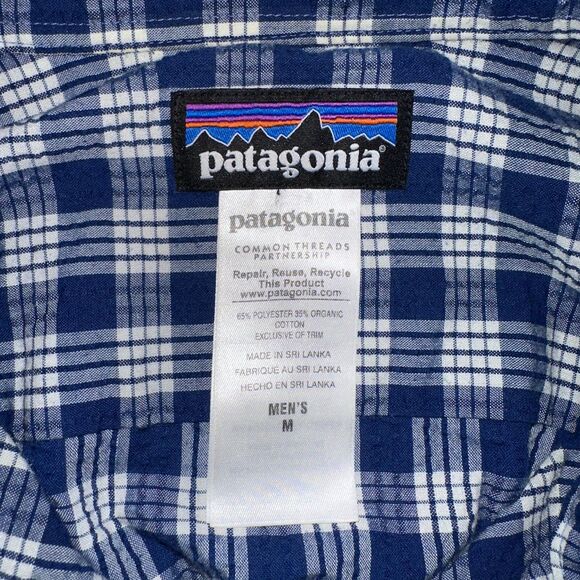 patagonia®
patagonia
COMMON THREADS
PARTNERSHIP
Repair, Reuse, Recycle
This Product
www.patagonia.com
65% POLYESTER 35% ORGANIC
COTTON
EXCLUSIVE OF TRIM
MADE IN SRI LANKA
FABRIQUÉ AU SRI LANKA
HECHO EN SRI LANKA
MEN'S
M